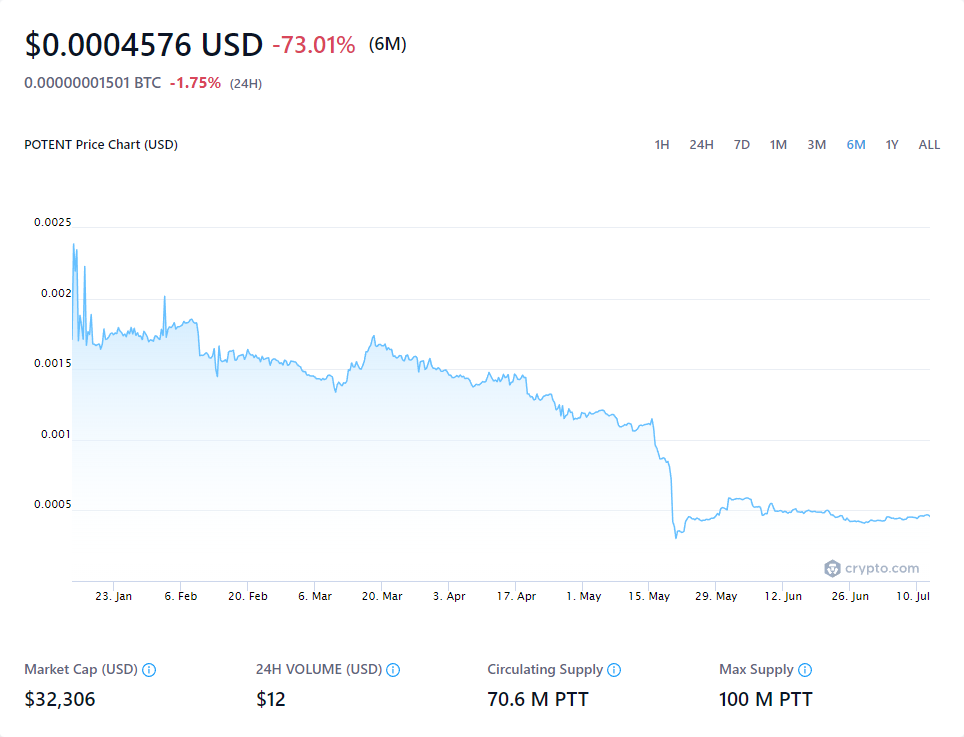 $0.0004576 USD -73.01% (6M)
0.00000001501 BTC -1.75% (24H)
POTENT Price Chart (USD) 1H 24H 7D 1M 3M 6M 1Y ALL
0.0025
0.002
0.0015
0.001
0.0005
crypto.com
23. Jan 6. Feb 20. Feb 6. Mar 20. Mar 3. Apr 17. Apr 1. May 15. May 29. May 12. Jun 26. Jun 10. Jul
Market Cap (USD) 24H VOLUME (USD) Circulating Supply Max Supply
$32,306 $12 70.6 M PTT 100 M PTT